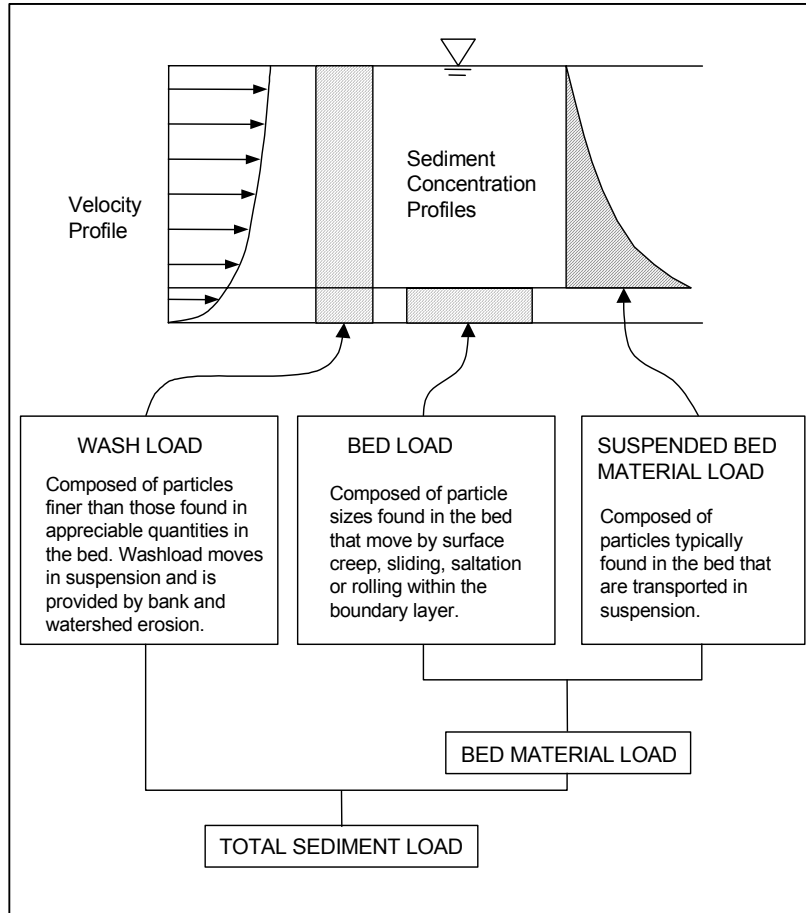 Velocity
Profile
Sediment
Concentration
Profiles
WASH LOAD
Composed of particles
finer than those found in
appreciable quantities in
the bed. Washload moves
in suspension and is
provided by bank and
watershed erosion.
BED LOAD
Composed of particle
sizes found in the bed
that move by surface
creep, sliding, saltation
or rolling within the
boundary layer.
SUSPENDED BED
MATERIAL LOAD
Composed of
particles typically
found in the bed that
are transported in
suspension.
BED MATERIAL LOAD
TOTAL SEDIMENT LOAD